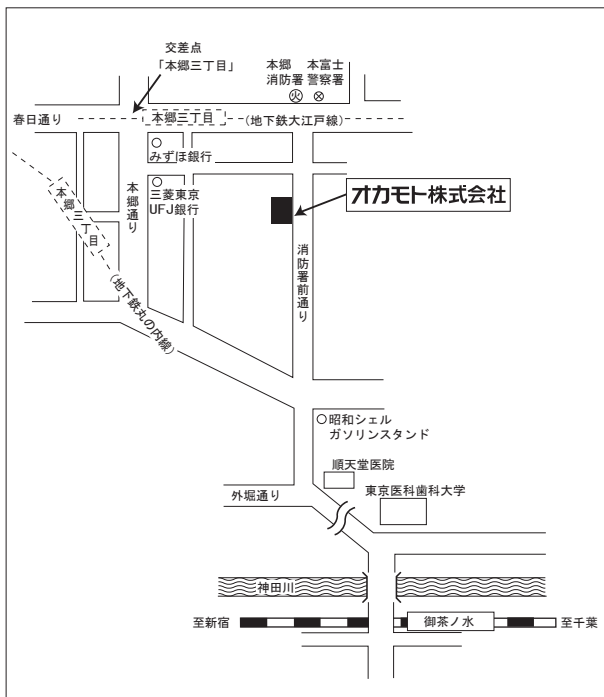 交差点
「本郷三丁目」
本郷
消防署
本富士
警察署
火
春日通り
本郷三丁目
(地下鉄大江戸線)
みずほ銀行
三菱東京
UFJ銀行
本郷通り
本郷三丁目
(地下鉄丸の内線)
オカモト株式会社
消防署前通り
昭和シェル
ガソリンスタンド
順天堂医院
東京医科歯科大学
外堀通り
神田川
至新宿
御茶ノ水
至千葉